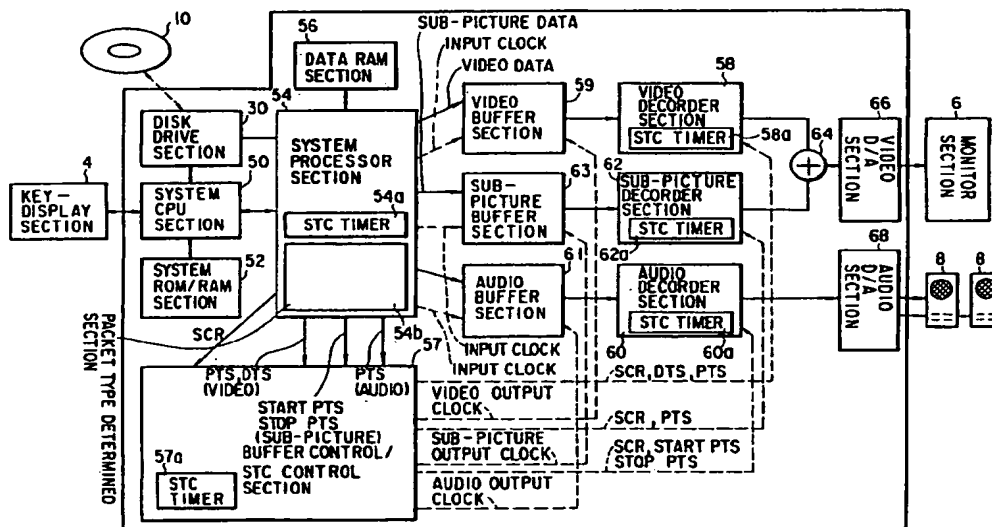 10
56
DATA RAM
SECTION
SUB-PICTURE DATA
INPUT CLOCK
VIDEO DATA
54
30
DISK
DRIVE
SECTION
SYSTEM
PROCESSOR
SECTION
54a
STC TIMER
54b
4
KEY-
DISPLAY
SECTION
50
SYSTEM
CPU
SECTION
52
SYSTEM
ROM/RAM
SECTION
59
VIDEO
BUFFER
SECTION
58
VIDEO
DECORDER
SECTION
STC TIMER
58a
64
66
VIDEO
D/A
SECTION
6
MONITOR
SECTION
63
SUB-
PICTURE
BUFFER
SECTION
62
SUB-PICTURE
DECORDER
SECTION
STC TIMER
62a
61
AUDIO
BUFFER
SECTION
AUDIO
DECORDER
SECTION
STC TIMER
60
60a
68
AUDIO
D/A
SECTION
8
8
PACKET TYPE DETERMINED
SECTION
SCR
INPUT CLOCK
INPUT CLOCK
57
PTS,DTS
(VIDEO)
PTS
(AUDIO)
START PTS
STOP PTS
(SUB-PICTURE)
BUFFER CONTROL/
STC CONTROL
SECTION
57a
STC
TIMER
SCR,DTS,PTS
VIDEO OUTPUT
CLOCK
SCR,PTS
SUB-PICTURE
OUTPUT CLOCK
SCR,START PTS
STOP PTS
AUDIO OUTPUT
CLOCK